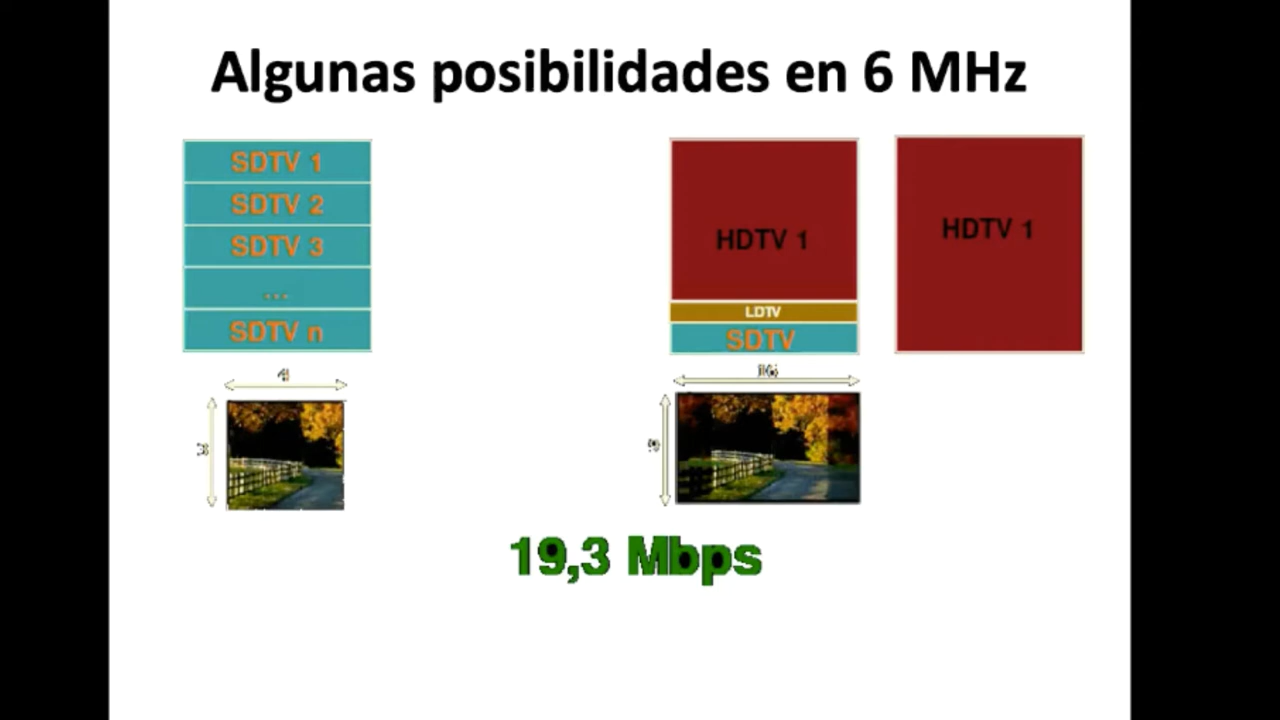 Algunas posibilidades en 6 MHz
SDTV 1
SDTV 2
SDTV 3
...
SDTV n
HDTV 1
LDTV
SDTV
HDTV 1
4
3
16
9
19,3 Mbps